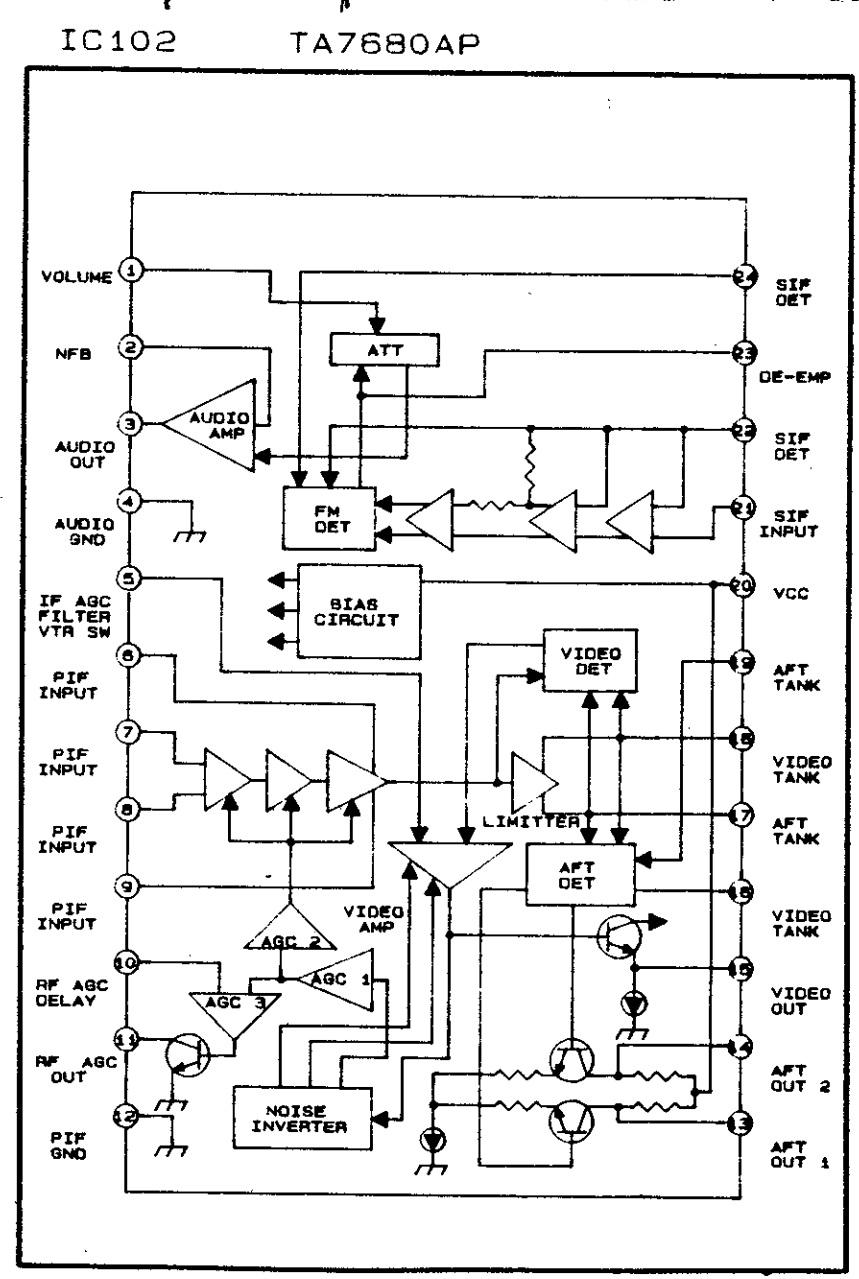 IC102 TA7680AP
VOLUME 1
NFB 2
AUDIO OUT 3
AUDIO GND 4
IF AGC FILTER VTR SW 5
PIF INPUT 6
PIF INPUT 7
PIF INPUT 8
PIF INPUT 9
RF AGC DELAY 10
RF AGC OUT 11
PIF GND 12
24 SIF DET
23 DE-EMP
22 SIF DET
21 SIF INPUT
20 VCC
19 AFT TANK
18 VIDEO TANK
17 AFT TANK
16 VIDEO TANK
15 VIDEO OUT
14 AFT OUT 2
13 AFT OUT 1
ATT
AUDIO AMP
FM DET
BIAS CIRCUIT
VIDEO DET
LIMITTER
AFT DET
VIDEO AMP
AGC 2
AGC 1
AGC 3
NOISE INVERTER